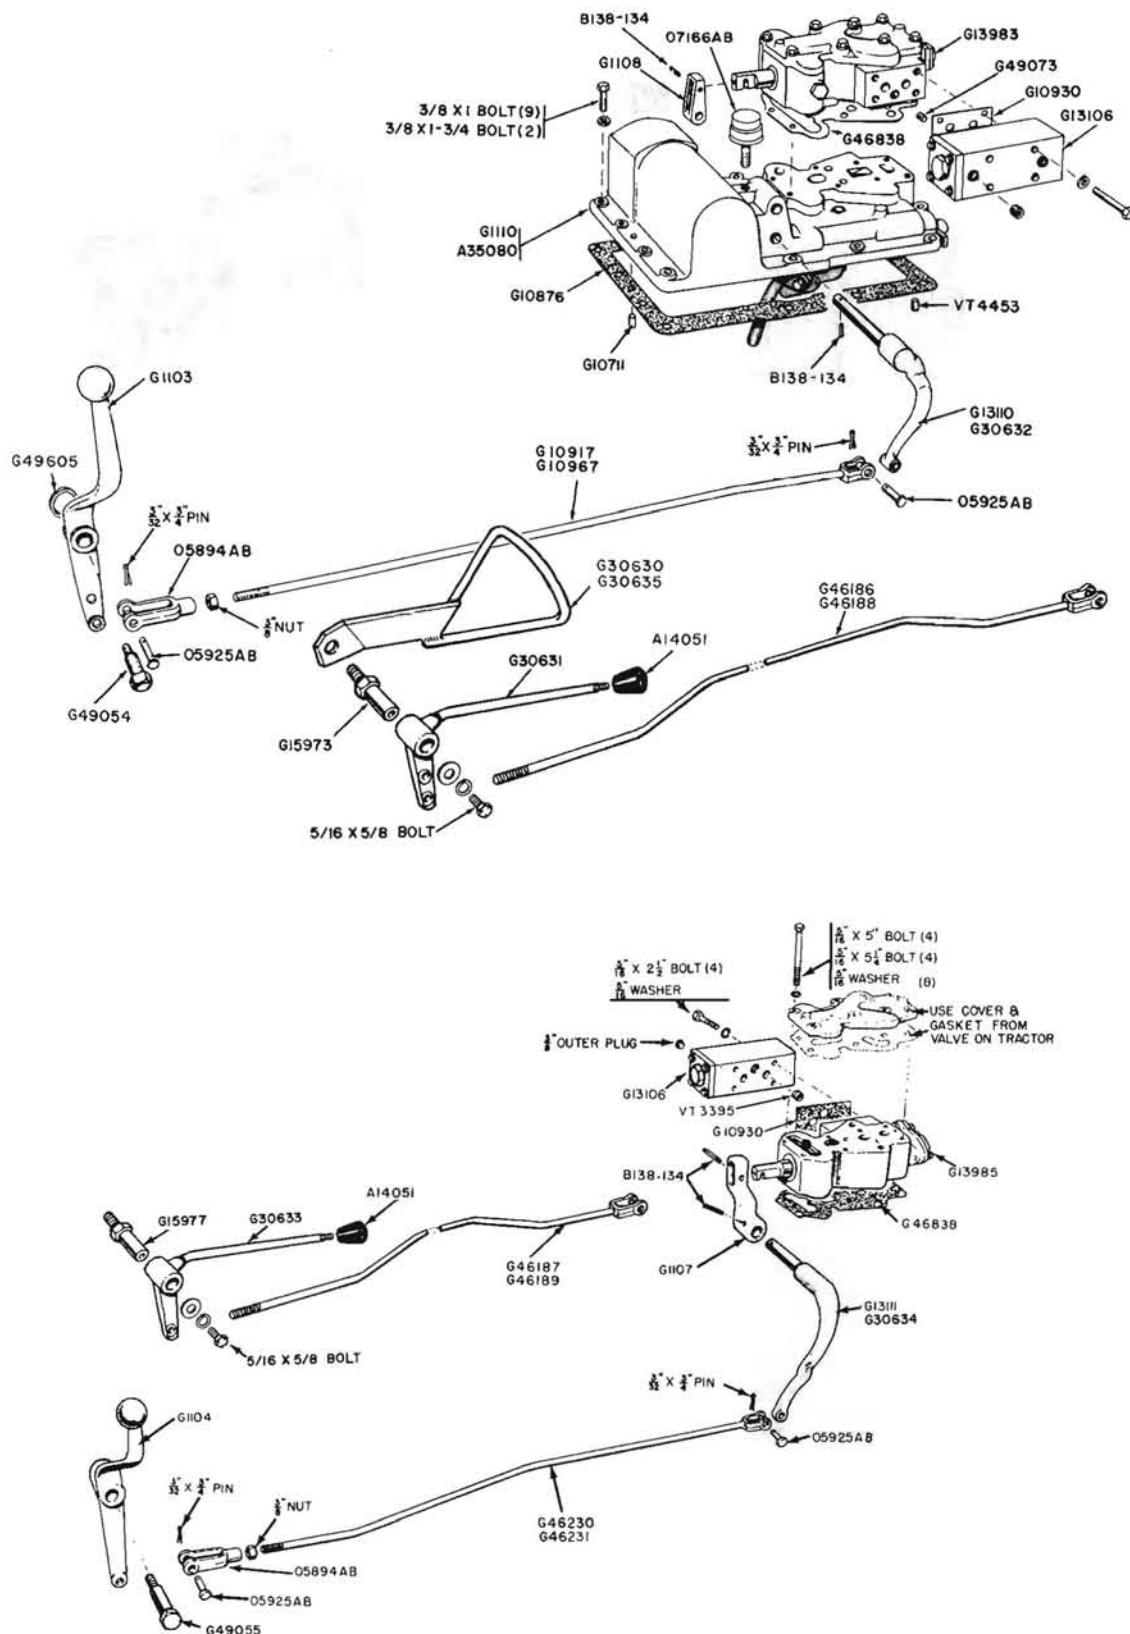 B138-134
O7166AB
G13983
G1108
G49073
G10930
G13106
3/8 X 1 BOLT (9)
3/8 X 1-3/4 BOLT (2)
G46838
G1110
A35080
G10876
VT4453
G10711
B138-134
G1103
G13110
G30632
G49605
3/32" X 3/4" PIN
G10917
G10967
O5925AB
3/32" X 3/4" PIN
O5894AB
G30630
G30635
G46186
G46188
3/8" NUT
O5925AB
A14051
G30631
G49054
G15973
5/16 X 5/8 BOLT
5/16" X 5" BOLT (4)
5/16" X 5 1/4" BOLT (4)
5/16" WASHER (8)
5/16" X 2 1/2" BOLT (4)
5/16" WASHER
USE COVER &
GASKET FROM
VALVE ON TRACTOR
3/8" OUTER PLUG
G13106
VT3395
G10930
G13985
B138-134
G46838
G15977
G30633
A14051
G1107
G46187
G46189
G13111
G30634
5/16 X 5/8 BOLT
3/32" X 3/4" PIN
G1104
O5925AB
3/32" X 3/4" PIN
3/8" NUT
G46230
G46231
O5894AB
O5925AB
G49055